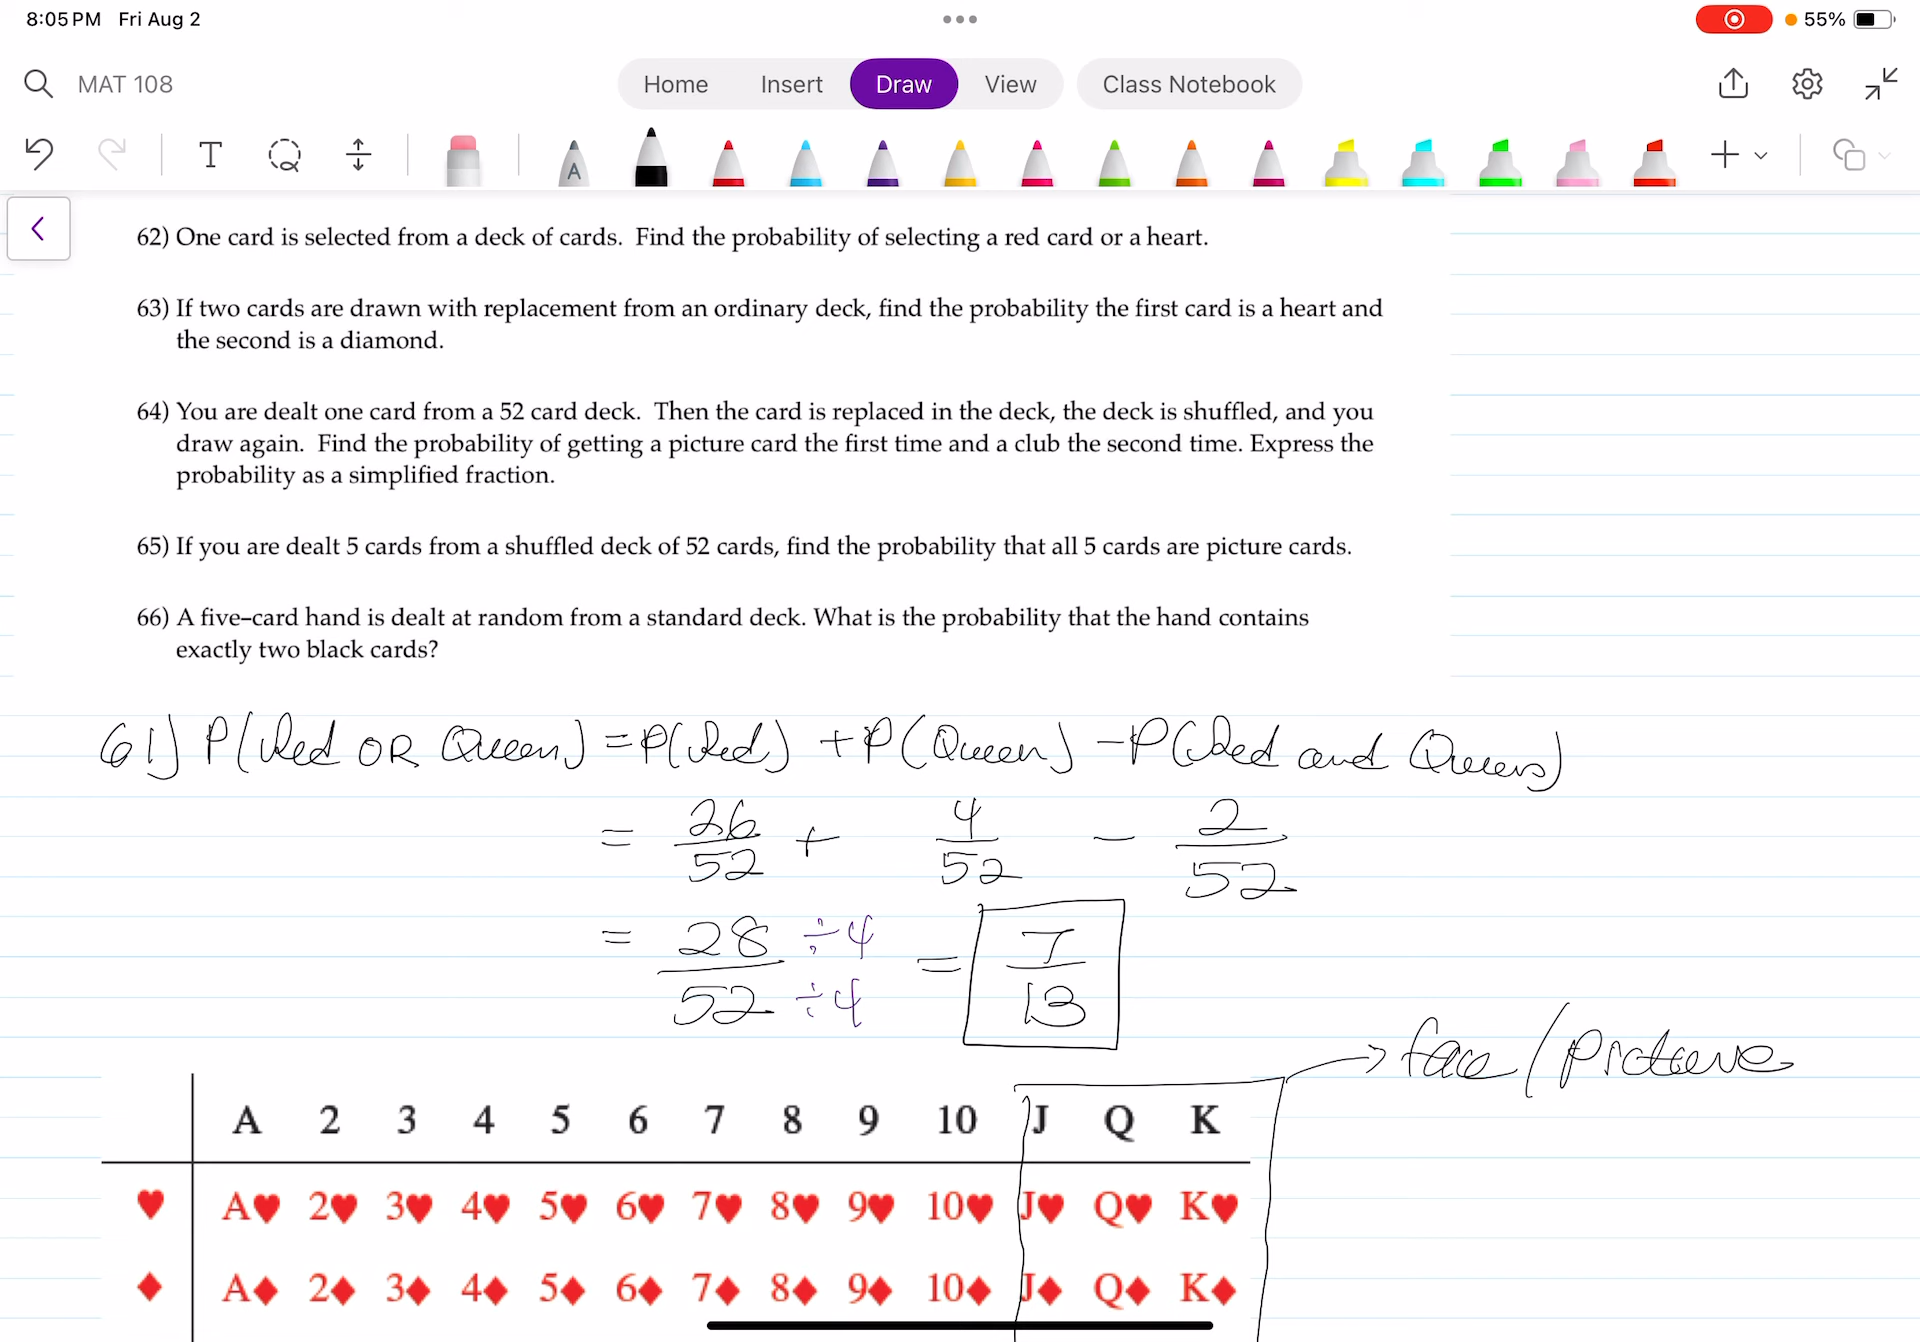 8:05 PM Fri Aug 2 55%
MAT 108 Home Insert Draw View Class Notebook
T A
62) One card is selected from a deck of cards. Find the probability of selecting a red card or a heart.
63) If two cards are drawn with replacement from an ordinary deck, find the probability the first card is a heart and
the second is a diamond.
64) You are dealt one card from a 52 card deck. Then the card is replaced in the deck, the deck is shuffled, and you
draw again. Find the probability of getting a picture card the first time and a club the second time. Express the
probability as a simplified fraction.
65) If you are dealt 5 cards from a shuffled deck of 52 cards, find the probability that all 5 cards are picture cards.
66) A five-card hand is dealt at random from a standard deck. What is the probability that the hand contains
exactly two black cards?
61) P(Red OR Queen) = P(Red) + P(Queen) - P(Red and Queens)
= 26/52 + 4/52 - 2/52
= 28/52 ÷4 ÷4 = 7/13
→ face / picture
A 2 3 4 5 6 7 8 9 10 J Q K
♥ A♥ 2♥ 3♥ 4♥ 5♥ 6♥ 7♥ 8♥ 9♥ 10♥ J♥ Q♥ K♥
♦ A♦ 2♦ 3♦ 4♦ 5♦ 6♦ 7♦ 8♦ 9♦ 10♦ J♦ Q♦ K♦